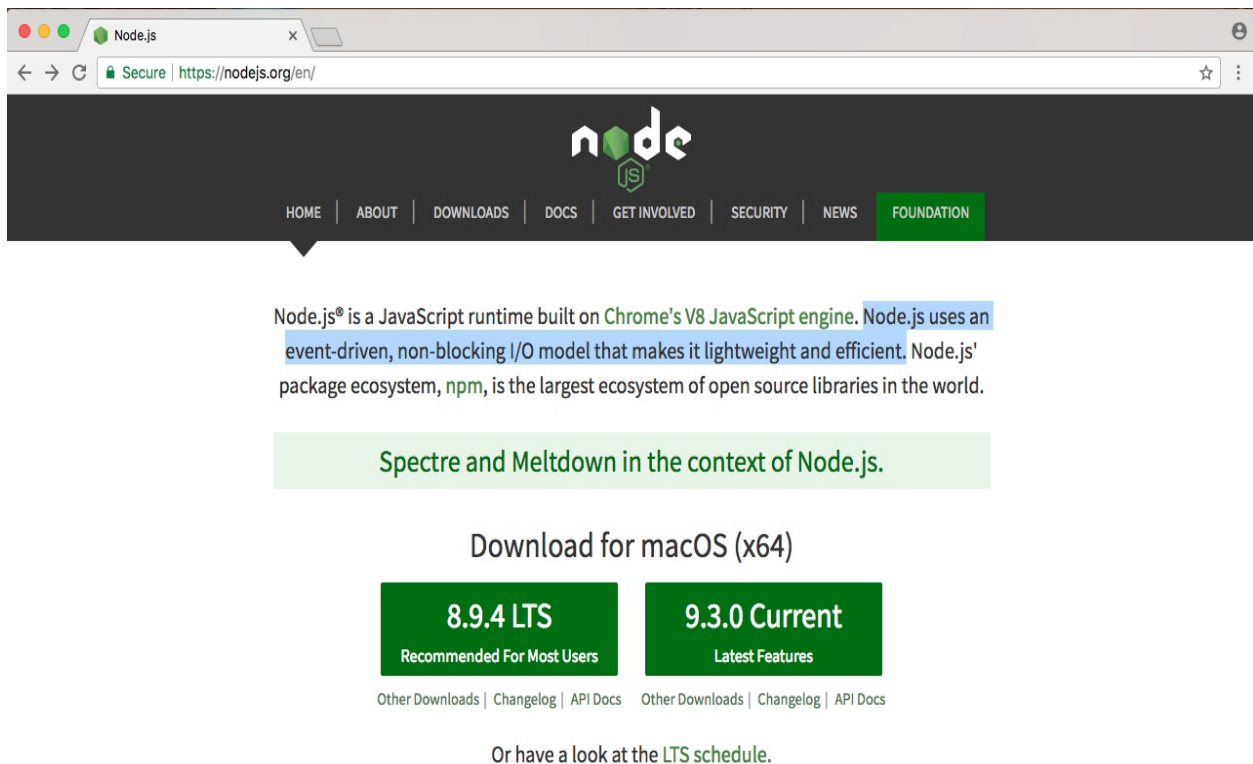 Node.js
Secure | https://nodejs.org/en/
node
JS
HOME | ABOUT | DOWNLOADS | DOCS | GET INVOLVED | SECURITY | NEWS FOUNDATION
Node.js® is a JavaScript runtime built on Chrome's V8 JavaScript engine. Node.js uses an
event-driven, non-blocking I/O model that makes it lightweight and efficient. Node.js'
package ecosystem, npm, is the largest ecosystem of open source libraries in the world.
Spectre and Meltdown in the context of Node.js.
Download for macOS (x64)
8.9.4 LTS 9.3.0 Current
Recommended For Most Users Latest Features
Other Downloads | Changelog | API Docs Other Downloads | Changelog | API Docs
Or have a look at the LTS schedule.